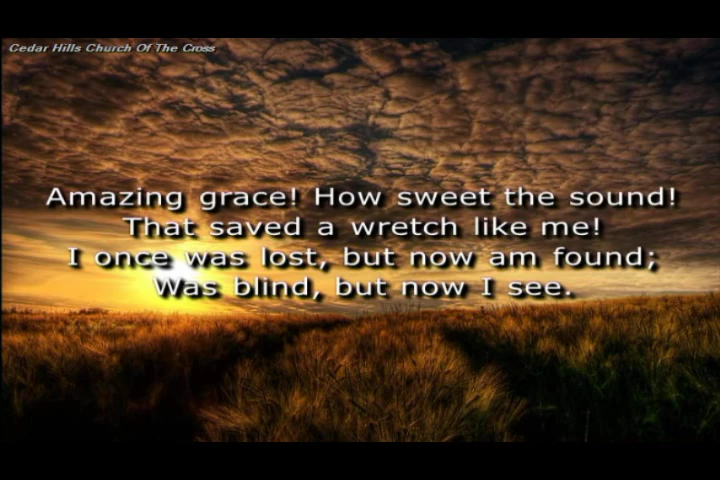 Cedar Hills Church Of The Cross
Amazing grace! How sweet the sound!
That saved a wretch like me!
I once was lost, but now am found;
Was blind, but now I see.